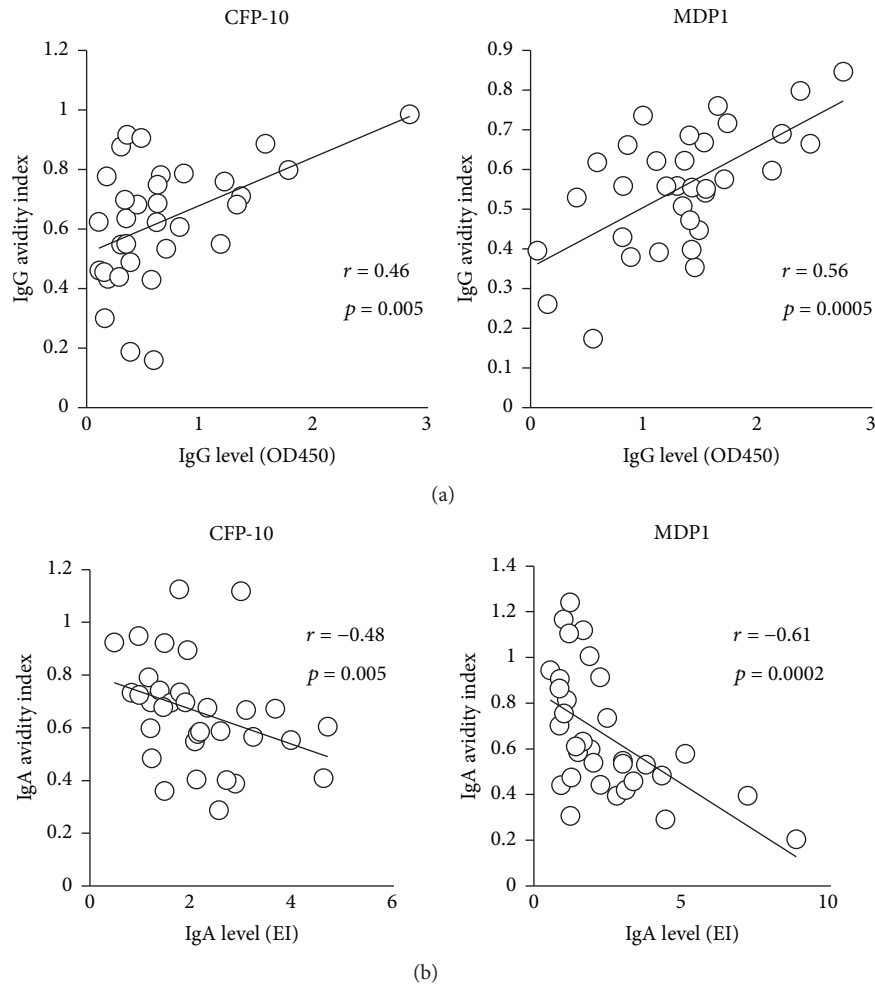 CFP-10
IgG avidity index
1.2
1
0.8
0.6
0.4
0.2
0
0
1
2
3
IgG level (OD450)
r = 0.46
p = 0.005
MDP1
IgG avidity index
0.9
0.8
0.7
0.6
0.5
0.4
0.3
0.2
0.1
0
0
1
2
3
IgG level (OD450)
r = 0.56
p = 0.0005
(a)
CFP-10
IgA avidity index
1.2
1
0.8
0.6
0.4
0.2
0
0
2
4
6
IgA level (EI)
r = −0.48
p = 0.005
MDP1
IgA avidity index
1.4
1.2
1
0.8
0.6
0.4
0.2
0
0
5
10
IgA level (EI)
r = −0.61
p = 0.0002
(b)